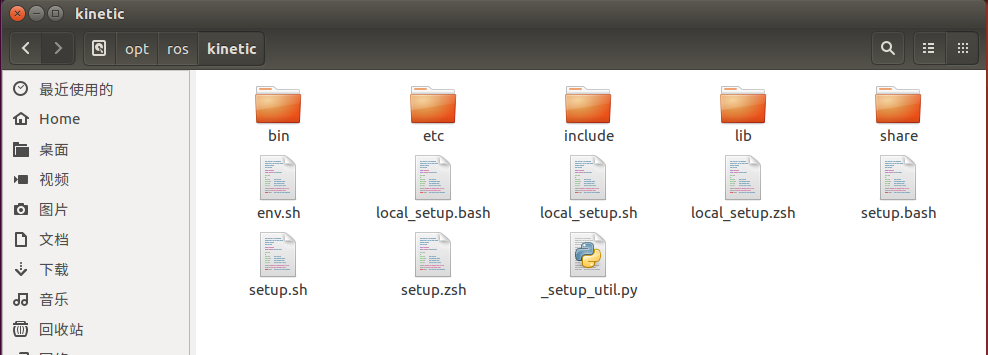 kinetic
opt ros kinetic
最近使用的
Home
桌面
视频
图片
文档
下载
音乐
回收站
bin etc include lib share
env.sh local_setup.bash local_setup.sh local_setup.zsh setup.bash
setup.sh setup.zsh _setup_util.py